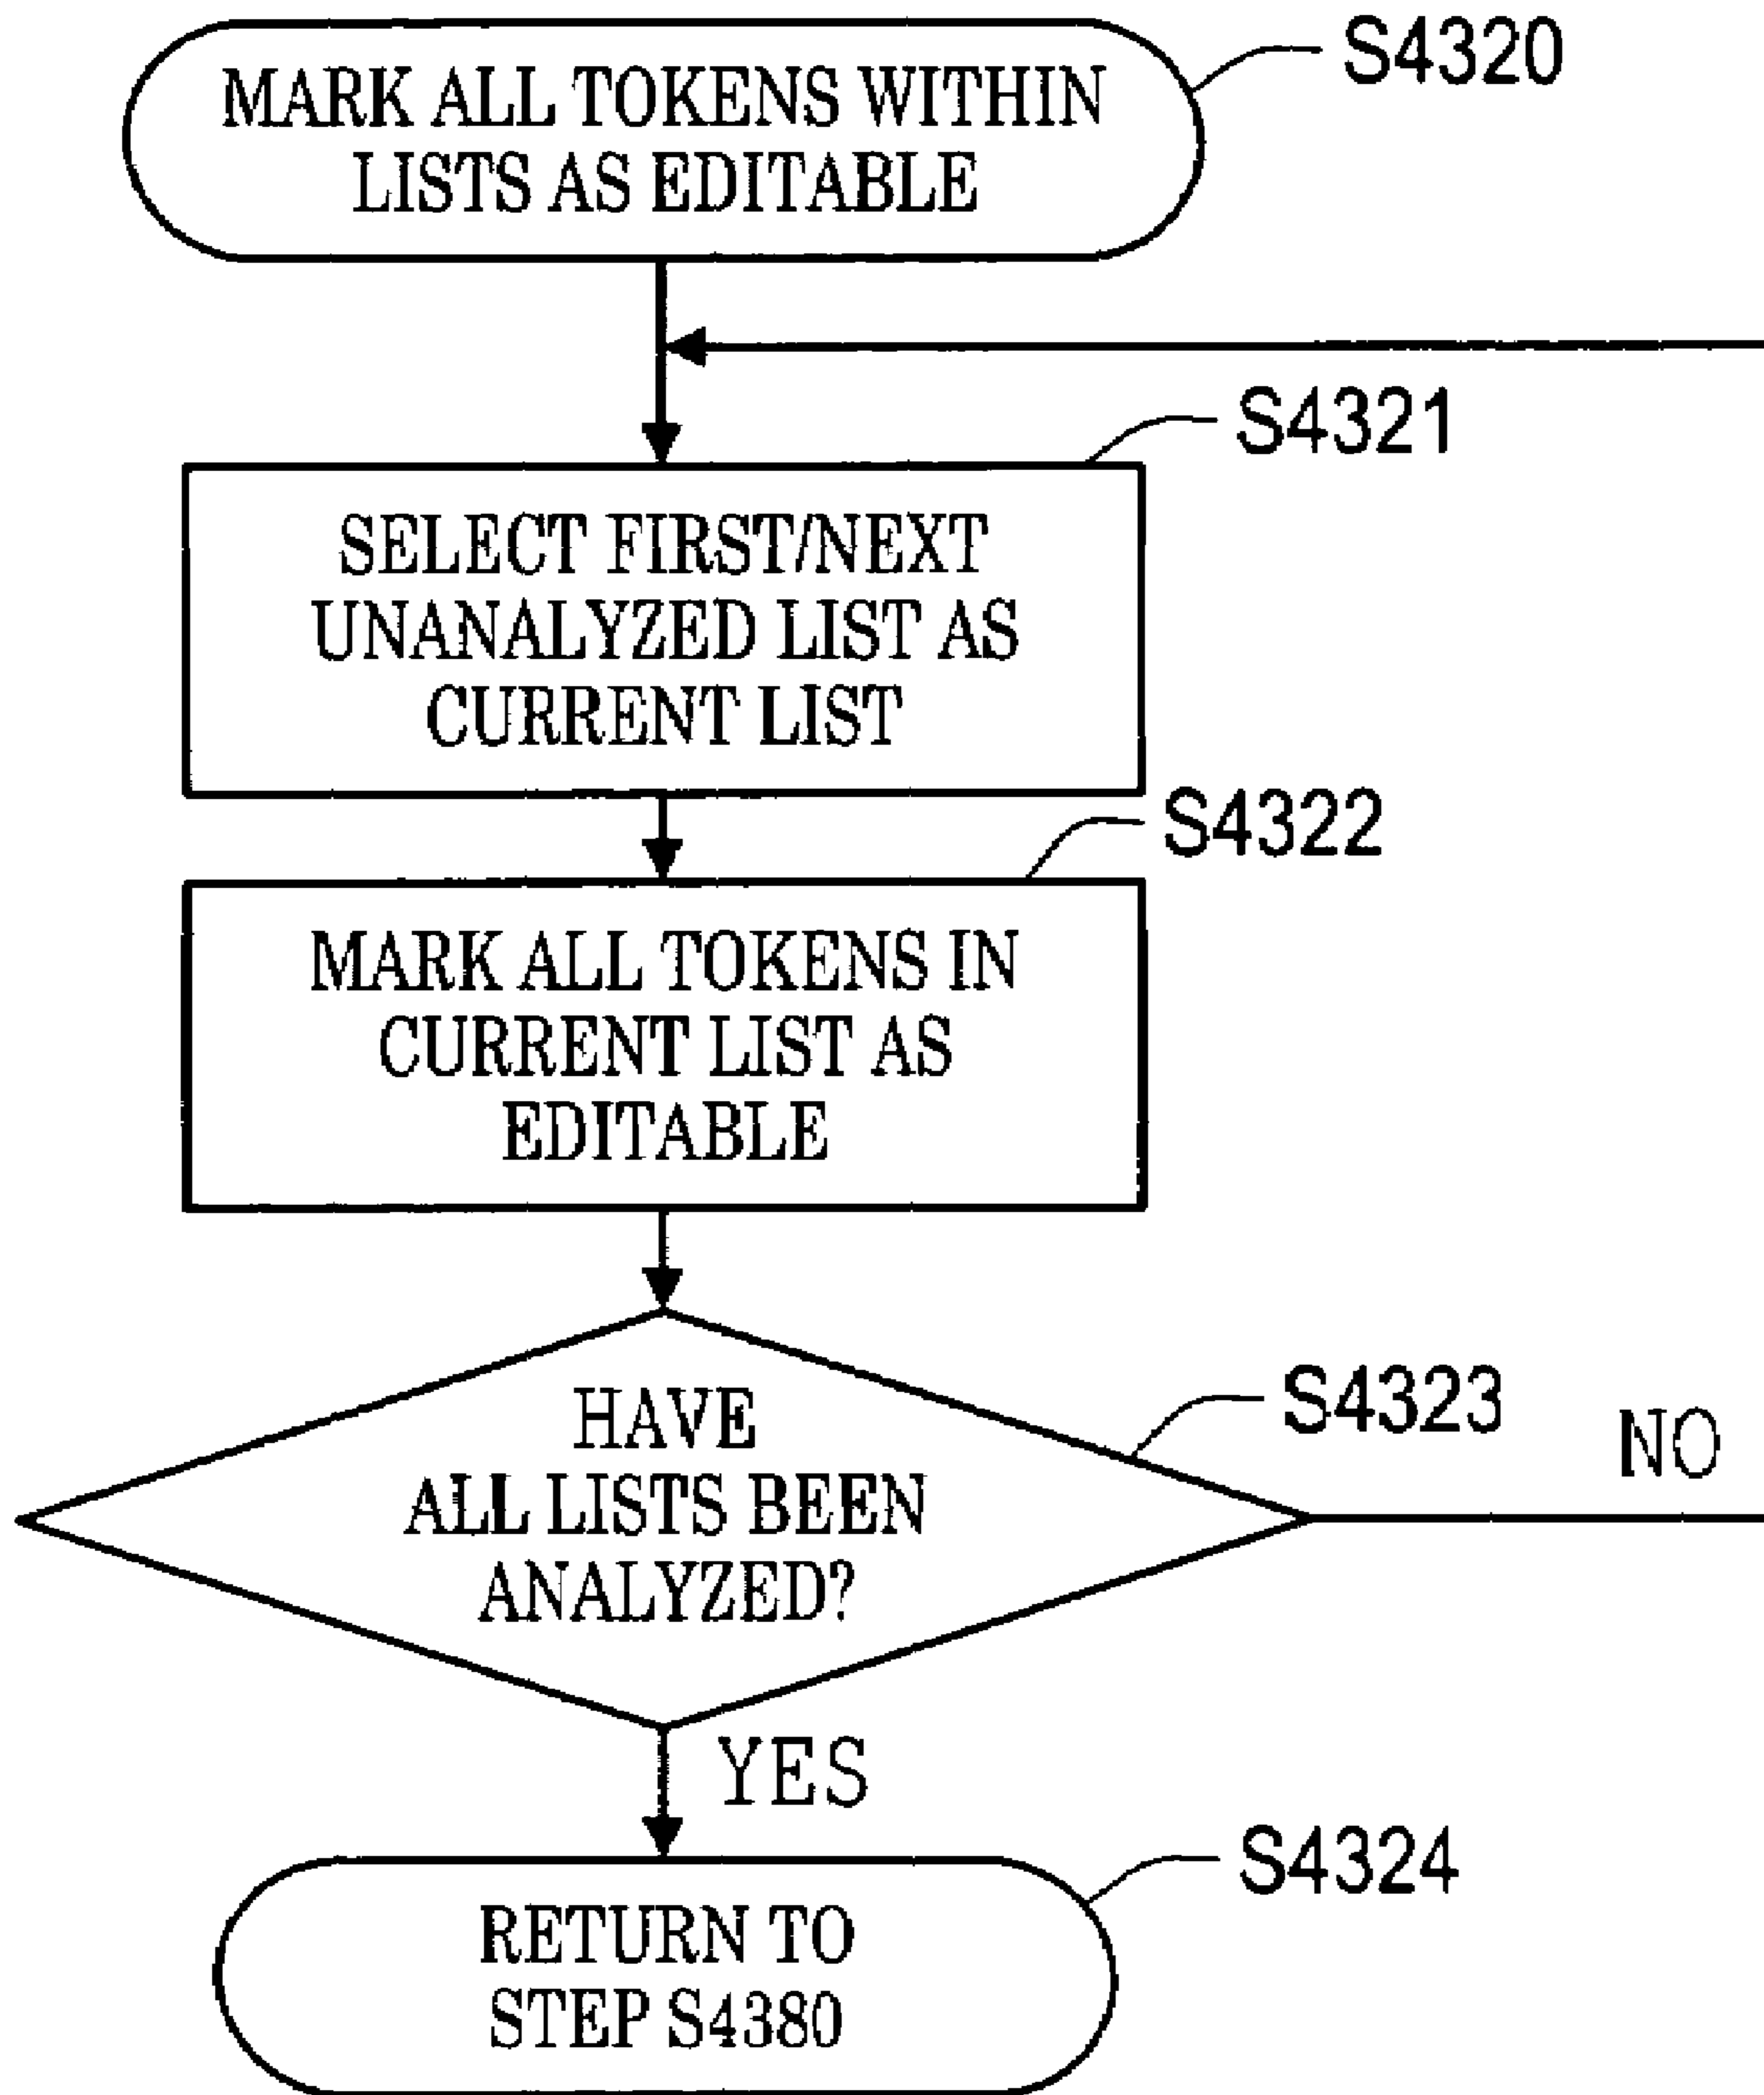 MARK ALL TOKENS WITHIN
LISTS AS EDITABLE
S4320
S4321
SELECT FIRST/NEXT
UNANALYZED LIST AS
CURRENT LIST
S4322
MARK ALL TOKENS IN
CURRENT LIST AS
EDITABLE
S4323
HAVE
ALL LISTS BEEN
ANALYZED?
NO
YES
S4324
RETURN TO
STEP S4380